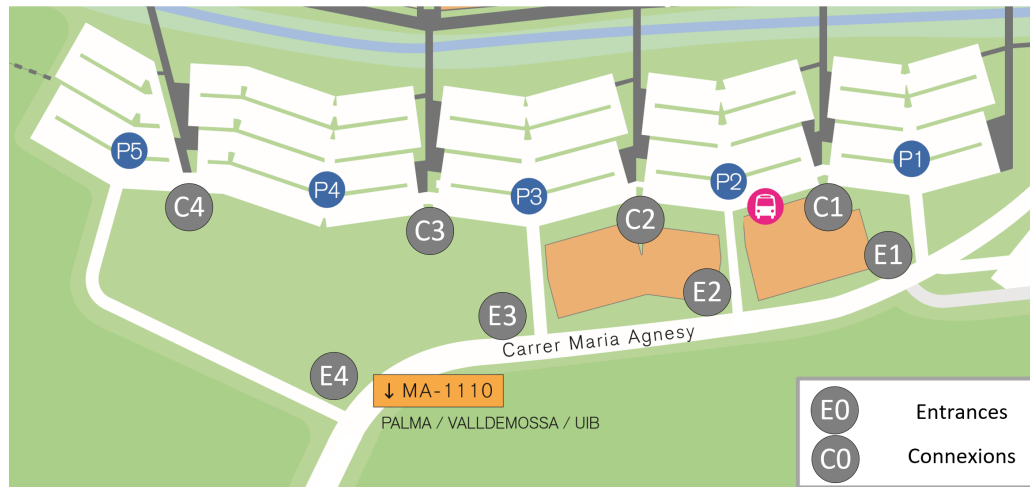 P5
P4
P3
P2
P1
C4
C3
C2
C1
E1
E2
E3
E4
Carrer Maria Agnesy
↓ MA-1110
PALMA / VALLDEMOSSA / UIB
E0 Entrances
C0 Connexions